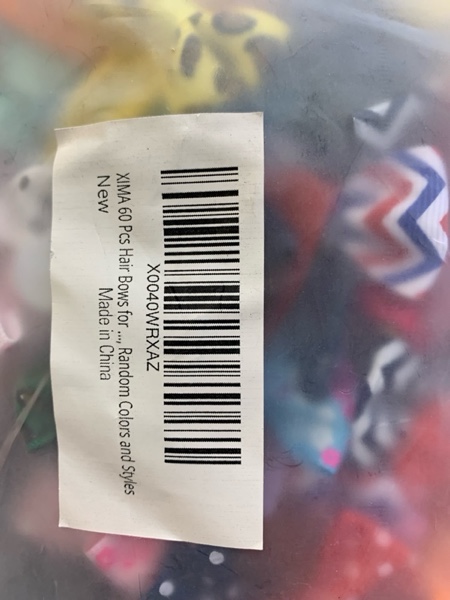 X0040WRXAZ
XIMA 60 Pcs Hair Bows for ..., Random Colors and Styles
New
Made in China